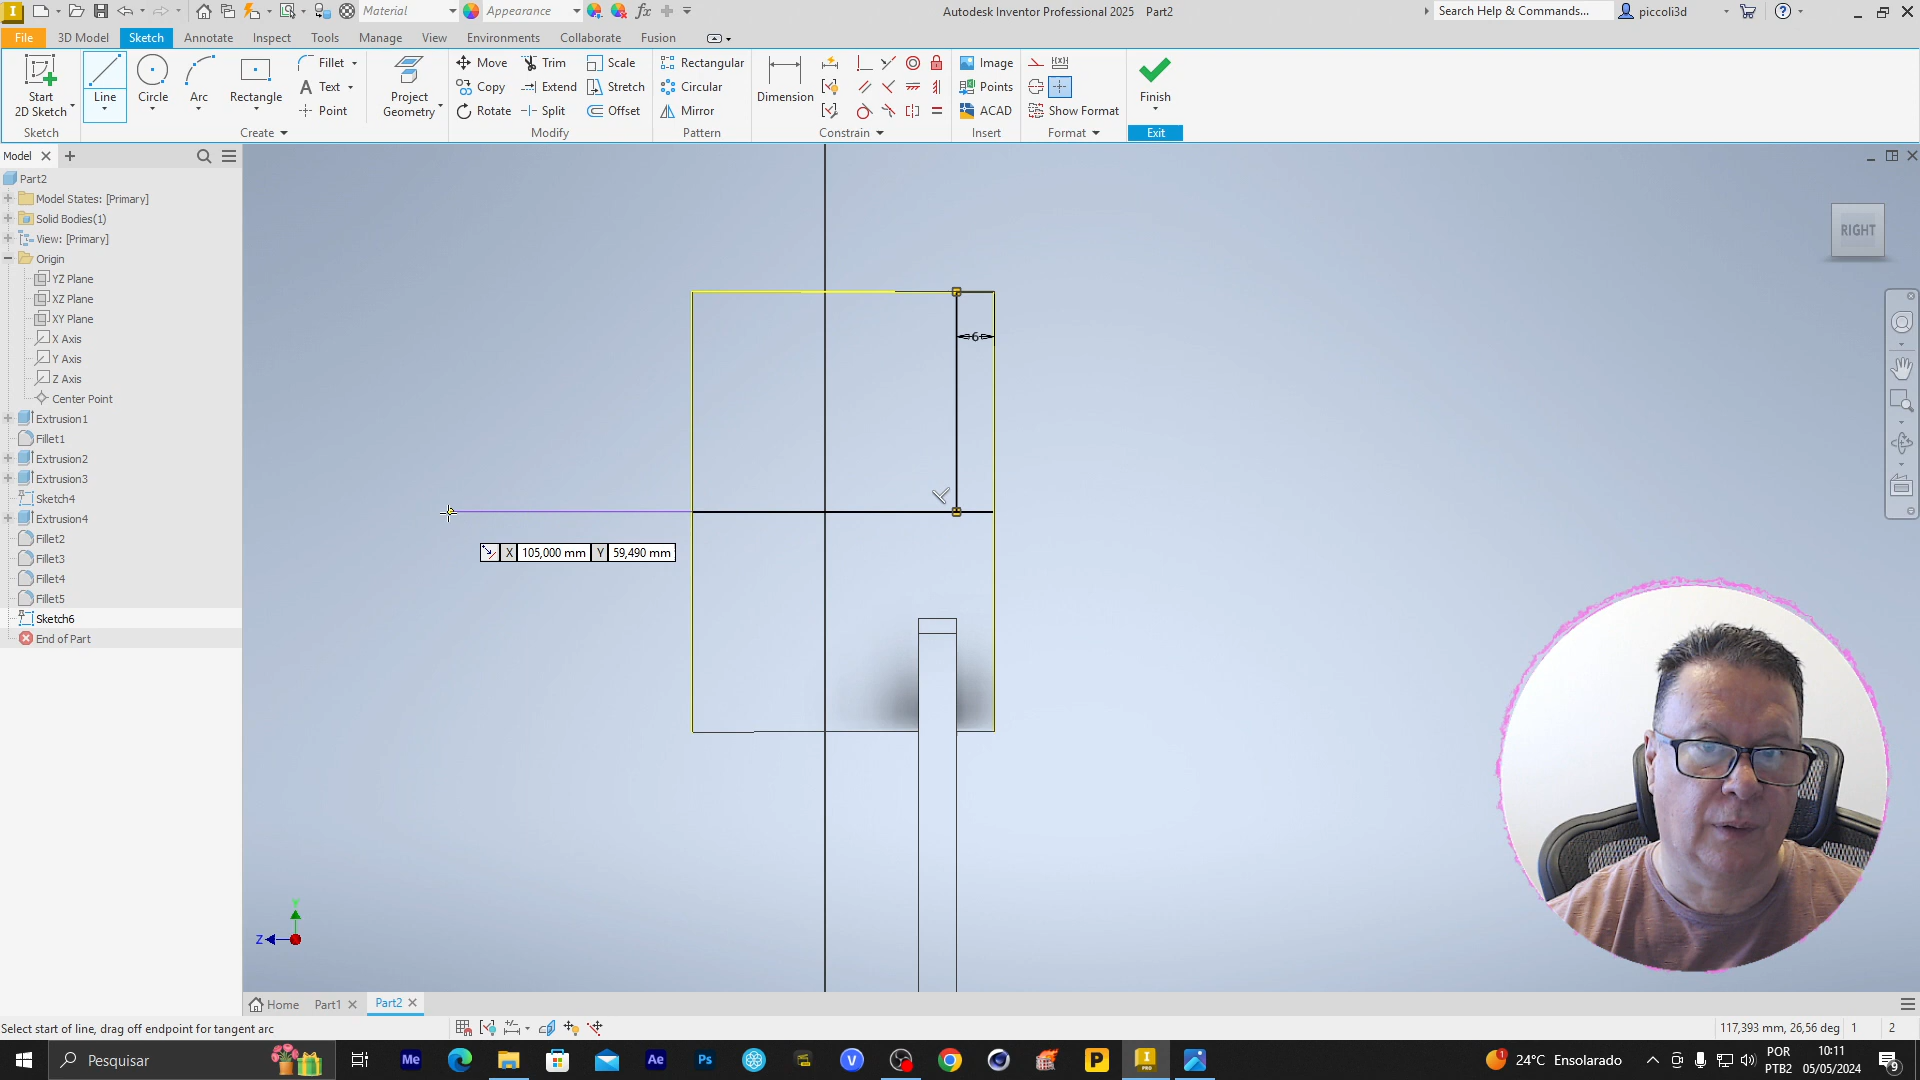 Material
Appearance
Autodesk Inventor Professional 2025 Part2
Search Help & Commands...
piccoli3d
File 3D Model Sketch Annotate Inspect Tools Manage View Environments Collaborate Fusion
Start
2D Sketch
Line
Circle
Arc
Rectangle
Fillet
Text
Point
Project
Geometry
Move Trim Scale
Copy Extend Stretch
Rotate Split Offset
Rectangular
Circular
Mirror
Dimension
Image
Points
ACAD
Show Format
Finish
Sketch Create Modify Pattern Constrain Insert Format Exit
Model
Part2
Model States: [Primary]
Solid Bodies(1)
View: [Primary]
Origin
YZ Plane
XZ Plane
XY Plane
X Axis
Y Axis
Z Axis
Center Point
Extrusion1
Fillet1
Extrusion2
Extrusion3
Sketch4
Extrusion4
Fillet2
Fillet3
Fillet4
Fillet5
Sketch6
End of Part
RIGHT
6
X 105,000 mm Y 59,490 mm
Y
Z
Home Part1 Part2
Select start of line, drag off endpoint for tangent arc
117,393 mm, 26,56 deg 1 2
Pesquisar
24°C Ensolarado
POR
PTB2
10:11
05/05/2024
9